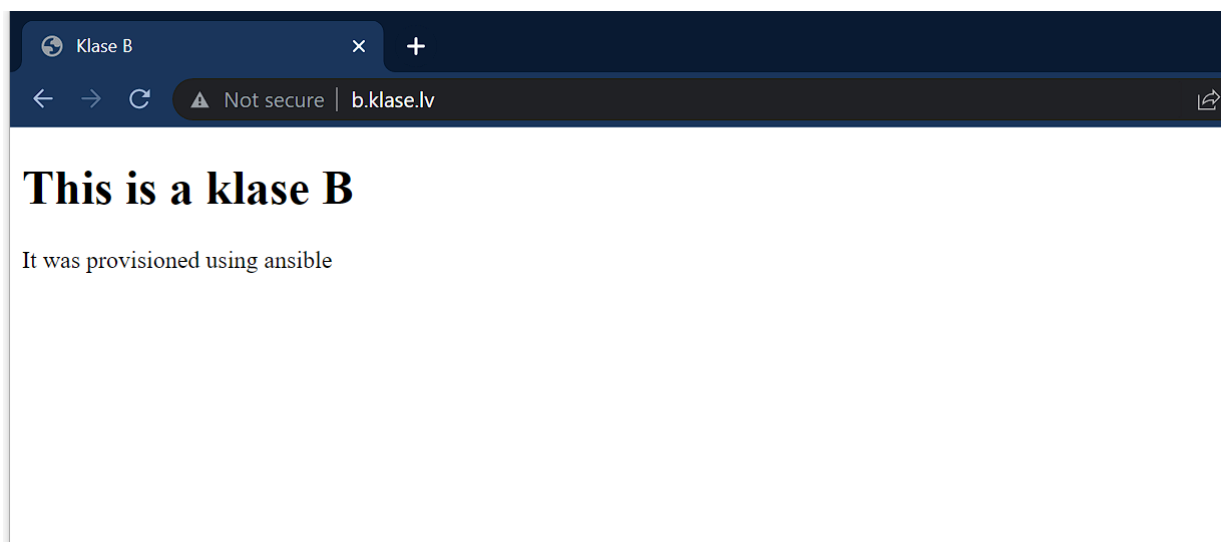 Klase B
Not secure b.klase.lv
This is a klase B
It was provisioned using ansible